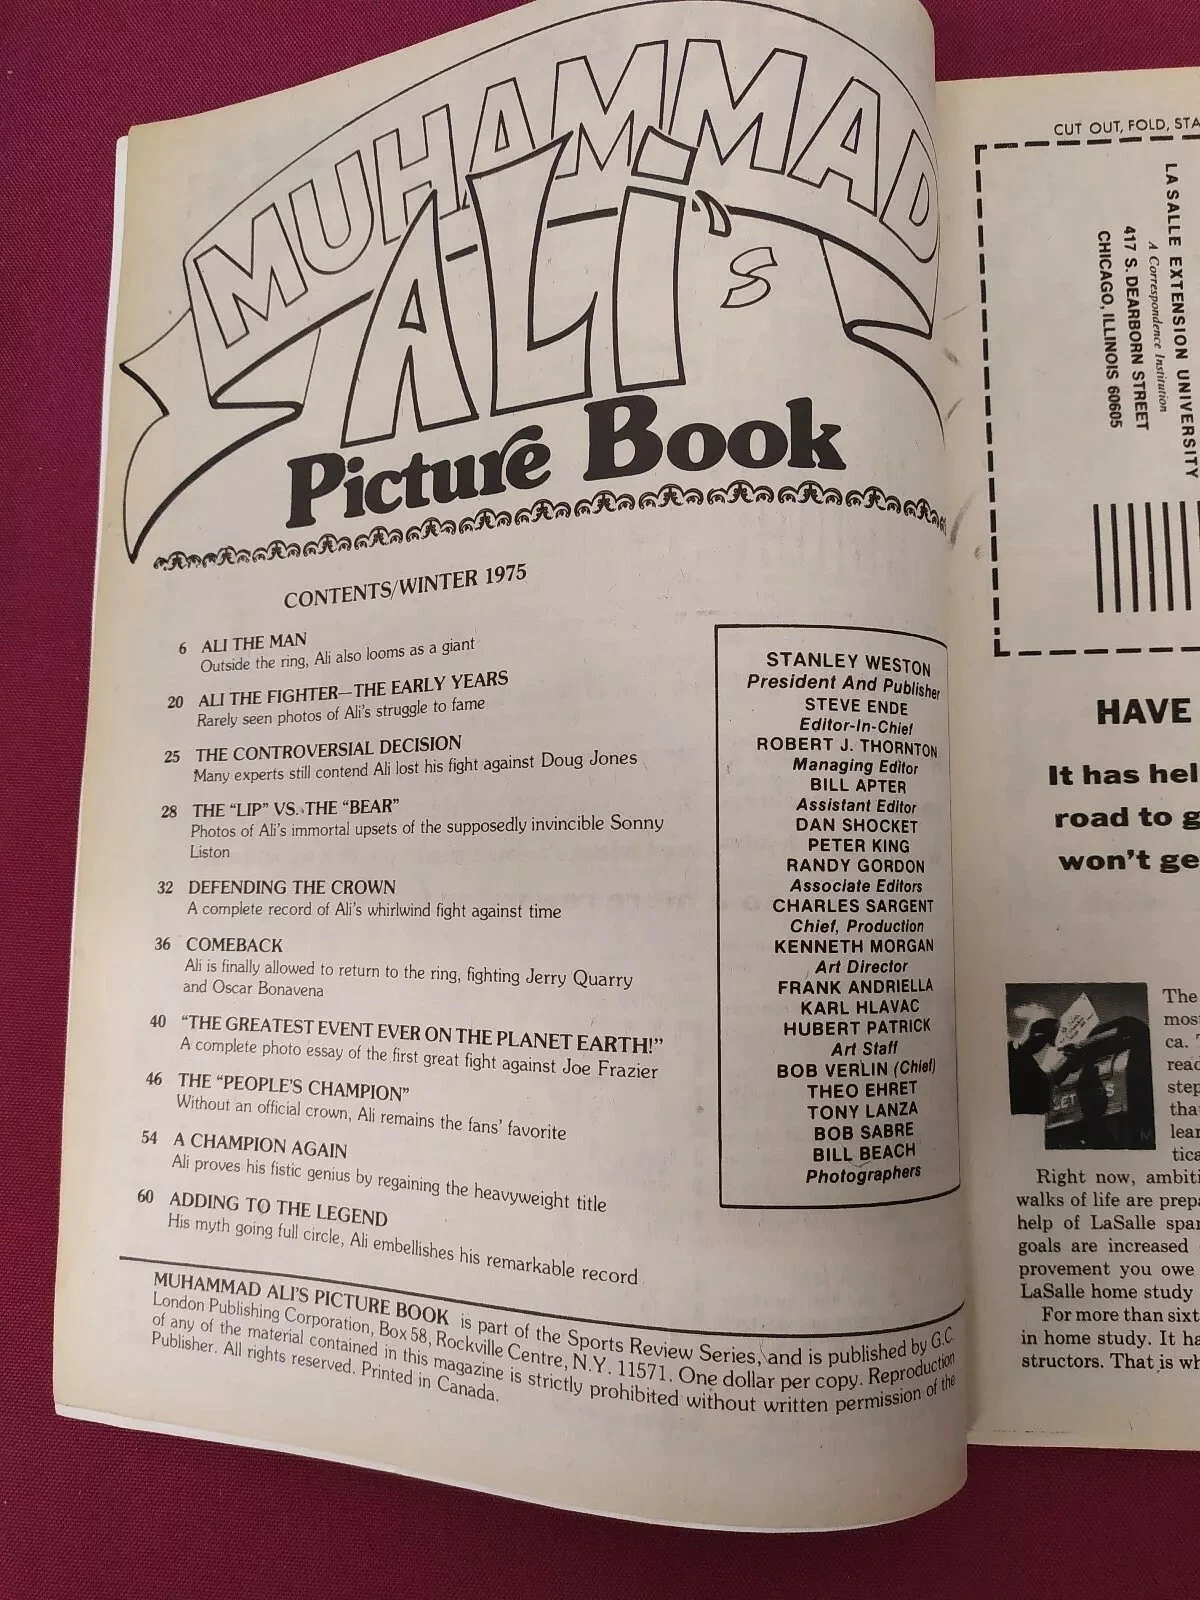 MUHAMMAD
ALI's
Picture Book
CONTENTS/WINTER 1975
6 ALI THE MAN
Outside the ring, Ali also looms as a giant
20 ALI THE FIGHTER—THE EARLY YEARS
Rarely seen photos of Ali's struggle to fame
25 THE CONTROVERSIAL DECISION
Many experts still contend Ali lost his fight against Doug Jones
28 THE "LIP" VS. THE "BEAR"
Photos of Ali's immortal upsets of the supposedly invincible Sonny
Liston
32 DEFENDING THE CROWN
A complete record of Ali's whirlwind fight against time
36 COMEBACK
Ali is finally allowed to return to the ring, fighting Jerry Quarry
and Oscar Bonavena
40 "THE GREATEST EVENT EVER ON THE PLANET EARTH!"
A complete photo essay of the first great fight against Joe Frazier
46 THE "PEOPLE'S CHAMPION"
Without an official crown, Ali remains the fans' favorite
54 A CHAMPION AGAIN
Ali proves his fistic genius by regaining the heavyweight title
60 ADDING TO THE LEGEND
His myth going full circle, Ali embellishes his remarkable record
STANLEY WESTON
President And Publisher
STEVE ENDE
Editor-In-Chief
ROBERT J. THORNTON
Managing Editor
BILL APTER
Assistant Editor
DAN SHOCKET
PETER KING
RANDY GORDON
Associate Editors
CHARLES SARGENT
Chief, Production
KENNETH MORGAN
Art Director
FRANK ANDRIELLA
KARL HLAVAC
HUBERT PATRICK
Art Staff
BOB VERLIN (Chief)
THEO EHRET
TONY LANZA
BOB SABRE
BILL BEACH
Photographers
MUHAMMAD ALI'S PICTURE BOOK is part of the Sports Review Series, and is published by G.C.
London Publishing Corporation, Box 58, Rockville Centre, N.Y. 11571. One dollar per copy. Reproduction
of any of the material contained in this magazine is strictly prohibited without written permission of the
Publisher. All rights reserved. Printed in Canada.
CUT OUT, FOLD, STA
LA SALLE EXTENSION UNIVERSITY
A Correspondence Institution
417 S. DEARBORN STREET
CHICAGO, ILLINOIS 60605
HAVE
It has hel
road to g
won't ge
The
most
ca. T
read
step
tha
lear
tica
Right now, ambiti
walks of life are prepa
help of LaSalle spar
goals are increased
provement you owe
LaSalle home study
For more than sixt
in home study. It ha
structors. That is wh